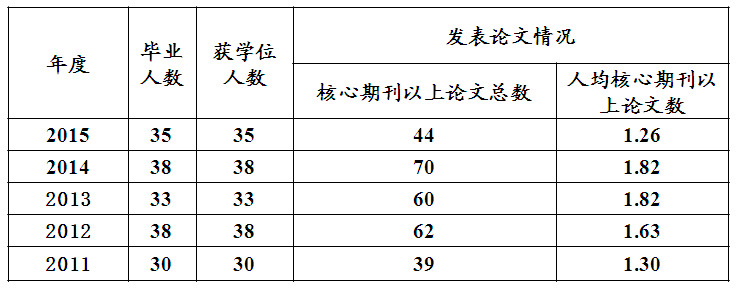 年度 毕业人数 获学位人数 发表论文情况
核心期刊以上论文总数 人均核心期刊以上论文数
2015 35 35 44 1.26
2014 38 38 70 1.82
2013 33 33 60 1.82
2012 38 38 62 1.63
2011 30 30 39 1.30